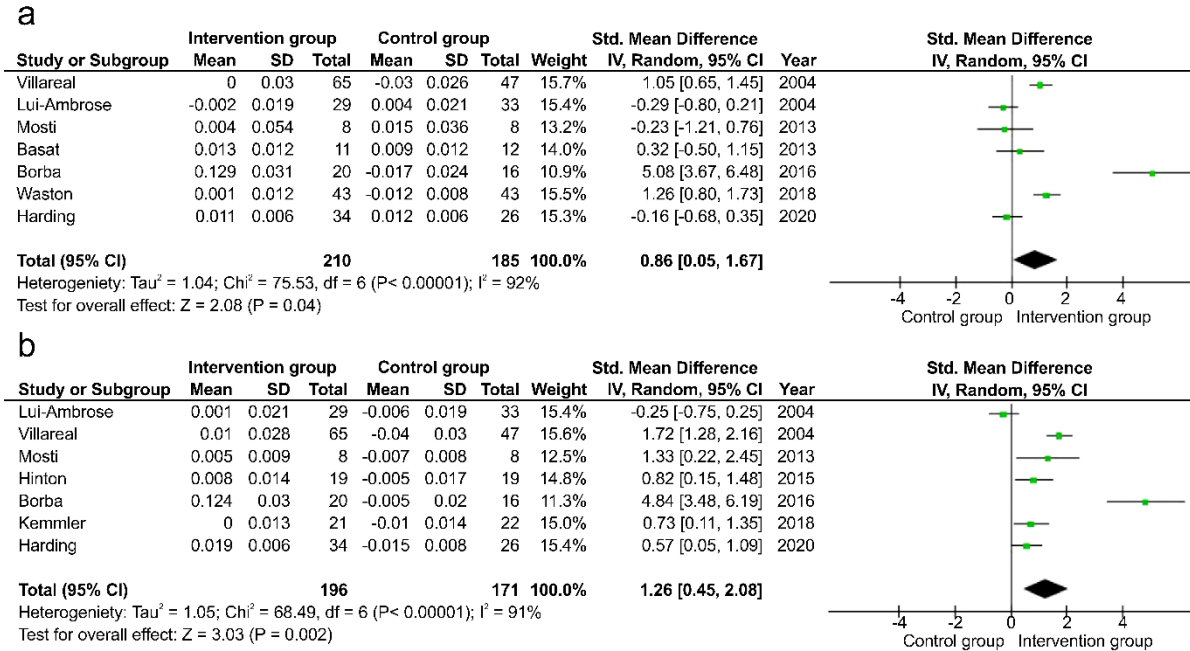 a
Intervention group Control group Std. Mean Difference Std. Mean Difference
Study or Subgroup Mean SD Total Mean SD Total Weight IV, Random, 95% CI Year IV, Random, 95% CI
Villareal 0 0.03 65 -0.03 0.026 47 15.7% 1.05 [0.65, 1.45] 2004
Lui-Ambrose -0.002 0.019 29 0.004 0.021 33 15.4% -0.29 [-0.80, 0.21] 2004
Mosti 0.004 0.054 8 0.015 0.036 8 13.2% -0.23 [-1.21, 0.76] 2013
Basat 0.013 0.012 11 0.009 0.012 12 14.0% 0.32 [-0.50, 1.15] 2013
Borba 0.129 0.031 20 -0.017 0.024 16 10.9% 5.08 [3.67, 6.48] 2016
Waston 0.001 0.012 43 -0.012 0.008 43 15.5% 1.26 [0.80, 1.73] 2018
Harding 0.011 0.006 34 0.012 0.006 26 15.3% -0.16 [-0.68, 0.35] 2020
Total (95% CI) 210 185 100.0% 0.86 [0.05, 1.67]
Heterogeniety: Tau² = 1.04; Chi² = 75.53, df = 6 (P< 0.00001); I² = 92%
Test for overall effect: Z = 2.08 (P = 0.04)
-4 -2 0 2 4
Control group Intervention group
b
Intervention group Control group Std. Mean Difference Std. Mean Difference
Study or Subgroup Mean SD Total Mean SD Total Weight IV, Random, 95% CI Year IV, Random, 95% CI
Lui-Ambrose 0.001 0.021 29 -0.006 0.019 33 15.4% -0.25 [-0.75, 0.25] 2004
Villareal 0.01 0.028 65 -0.04 0.03 47 15.6% 1.72 [1.28, 2.16] 2004
Mosti 0.005 0.009 8 -0.007 0.008 8 12.5% 1.33 [0.22, 2.45] 2013
Hinton 0.008 0.014 19 -0.005 0.017 19 14.8% 0.82 [0.15, 1.48] 2015
Borba 0.124 0.03 20 -0.005 0.02 16 11.3% 4.84 [3.48, 6.19] 2016
Kemmler 0 0.013 21 -0.01 0.014 22 15.0% 0.73 [0.11, 1.35] 2018
Harding 0.019 0.006 34 -0.015 0.008 26 15.4% 0.57 [0.05, 1.09] 2020
Total (95% CI) 196 171 100.0% 1.26 [0.45, 2.08]
Heterogeniety: Tau² = 1.05; Chi² = 68.49, df = 6 (P< 0.00001); I² = 91%
Test for overall effect: Z = 3.03 (P = 0.002)
-4 -2 0 2 4
Control group Intervention group